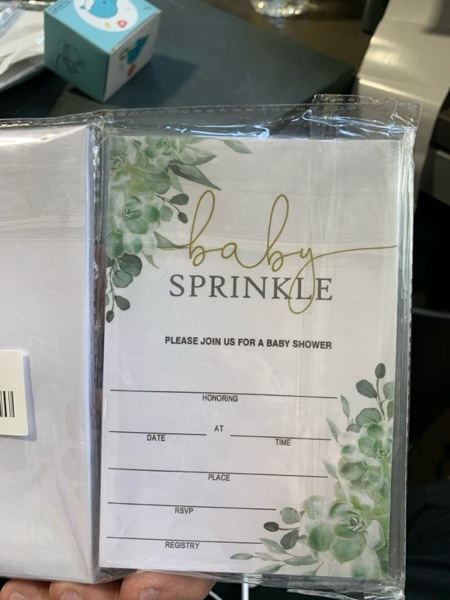 baby
SPRINKLE
PLEASE JOIN US FOR A BABY SHOWER
HONORING
AT
DATE
TIME
PLACE
RSVP
REGISTRY